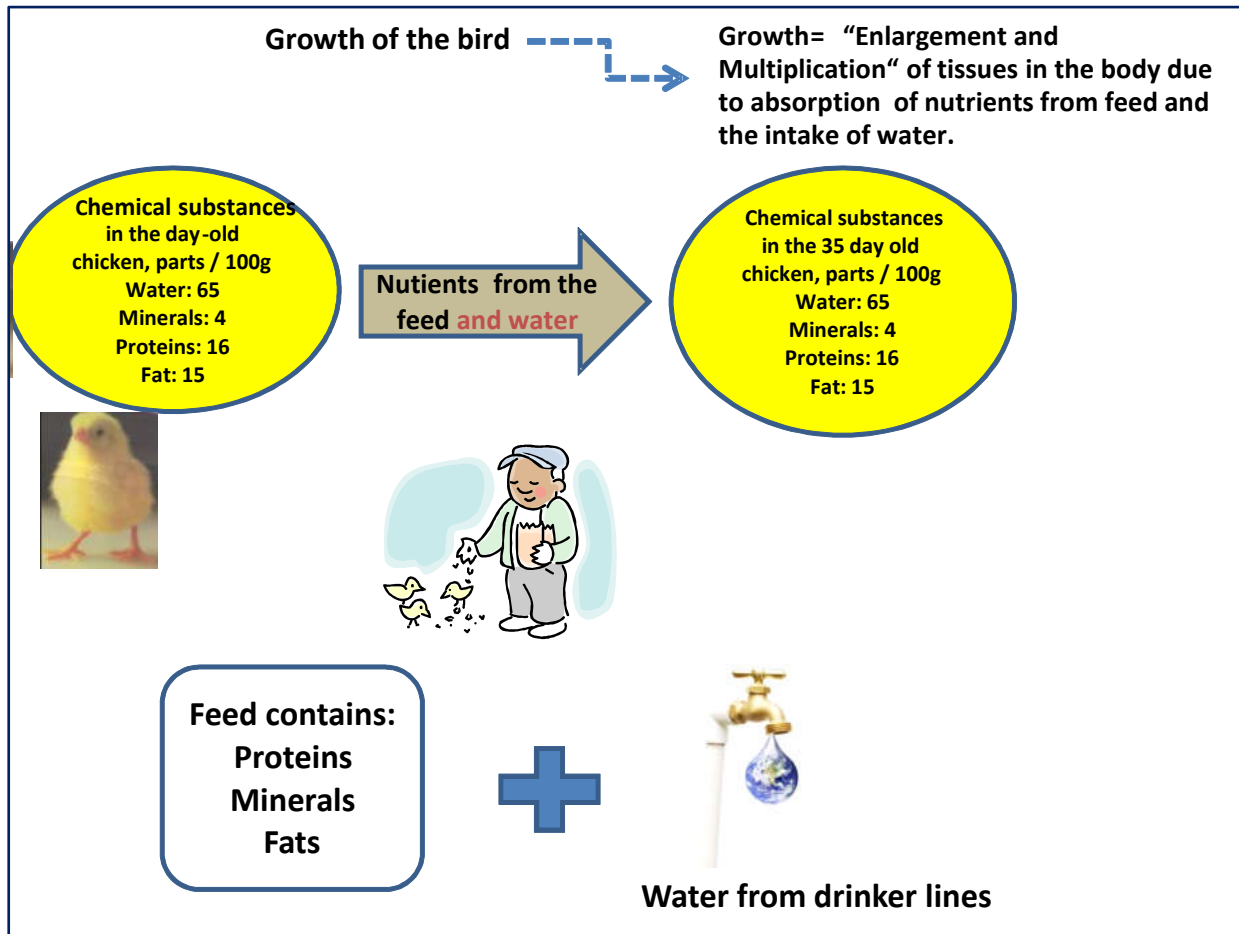 Growth of the bird
Growth= “Enlargement and
Multiplication“ of tissues in the body due
to absorption of nutrients from feed and
the intake of water.
Chemical substances
in the day-old
chicken, parts / 100g
Water: 65
Minerals: 4
Proteins: 16
Fat: 15
Nutients from the
feed and water
Chemical substances
in the 35 day old
chicken, parts / 100g
Water: 65
Minerals: 4
Proteins: 16
Fat: 15
Feed contains:
Proteins
Minerals
Fats
Water from drinker lines